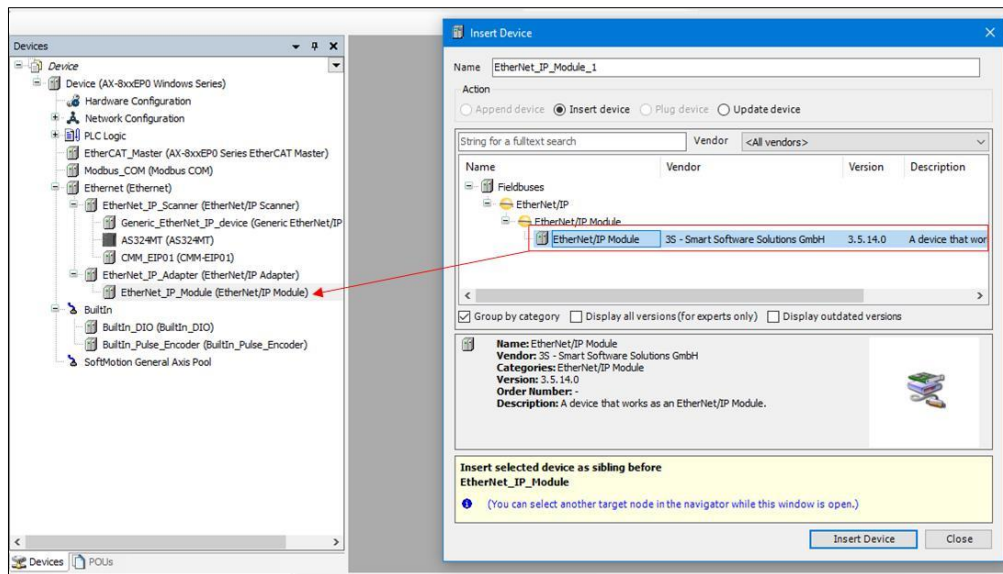 Devices
Device
Device (AX-8xxEP0 Windows Series)
Hardware Configuration
Network Configuration
PLC Logic
EtherCAT_Master (AX-8xxEP0 Series EtherCAT Master)
Modbus_COM (Modbus COM)
Ethernet (Ethernet)
EtherNet_IP_Scanner (EtherNet/IP Scanner)
Generic_EtherNet_IP_device (Generic EtherNet/IP
AS324MT (AS324MT)
CMM_EIP01 (CMM-EIP01)
EtherNet_IP_Adapter (EtherNet/IP Adapter)
EtherNet_IP_Module (EtherNet/IP Module)
BuiltIn
BuiltIn_DIO (BuiltIn_DIO)
BuiltIn_Pulse_Encoder (BuiltIn_Pulse_Encoder)
SoftMotion General Axis Pool
Devices POUs
Insert Device
Name EtherNet_IP_Module_1
Action
Append device Insert device Plug device Update device
String for a fulltext search Vendor <All vendors>
Name Vendor Version Description
Fieldbuses
EtherNet/IP
EtherNet/IP Module
EtherNet/IP Module 3S - Smart Software Solutions GmbH 3.5.14.0 A device that wor
Group by category Display all versions (for experts only) Display outdated versions
Name: EtherNet/IP Module
Vendor: 3S - Smart Software Solutions GmbH
Categories: EtherNet/IP Module
Version: 3.5.14.0
Order Number: -
Description: A device that works as an EtherNet/IP Module.
Insert selected device as sibling before
EtherNet_IP_Module
(You can select another target node in the navigator while this window is open.)
Insert Device Close